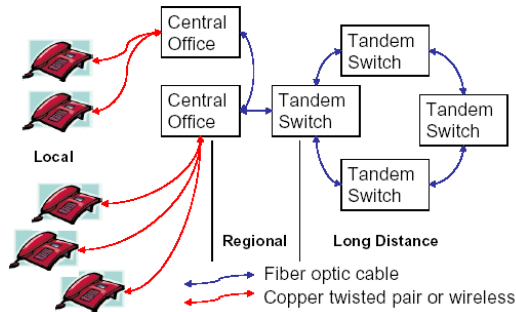 Central
Office
Tandem
Switch
Central
Office
Tandem
Switch
Tandem
Switch
Local
Tandem
Switch
Regional
Long Distance
Fiber optic cable
Copper twisted pair or wireless